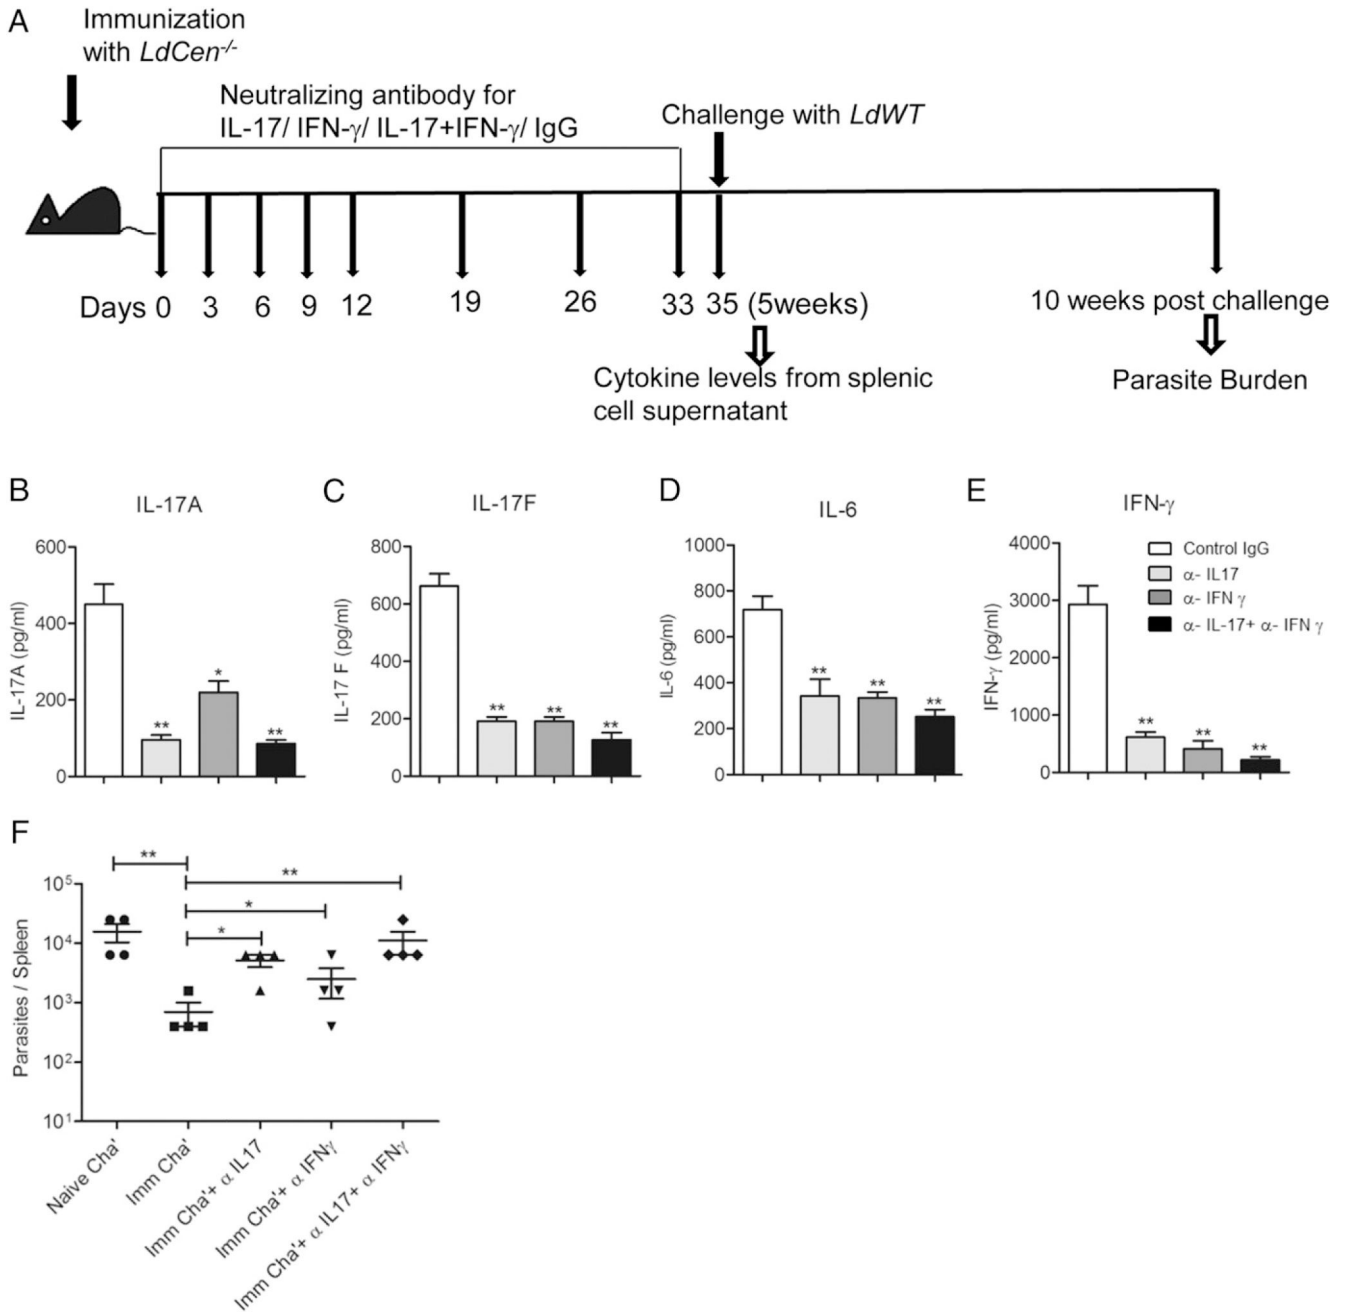 A
Immunization
with LdCen-/-
Neutralizing antibody for
IL-17/ IFN-γ/ IL-17+IFN-γ/ IgG
Challenge with LdWT
Days 0 3 6 9 12 19 26 33 35 (5weeks)
10 weeks post challenge
Cytokine levels from splenic
cell supernatant
Parasite Burden
B
IL-17A
IL-17A (pg/ml)
600
400
200
0
**
*
**
C
IL-17F
IL-17 F (pg/ml)
800
600
400
200
0
**
**
**
D
IL-6
IL-6 (pg/ml)
1000
800
600
400
200
0
**
**
**
E
IFN-γ
IFN-γ (pg/ml)
4000
3000
2000
1000
0
**
**
**
Control IgG
α- IL17
α- IFN γ
α- IL-17+ α- IFN γ
F
Parasites / Spleen
10⁵
10⁴
10³
10²
10¹
**
**
*
*
Naive Cha'
Imm Cha'
Imm Cha'+ α IL17
Imm Cha'+ α IFNγ
Imm Cha'+ α IL17+ α IFNγ